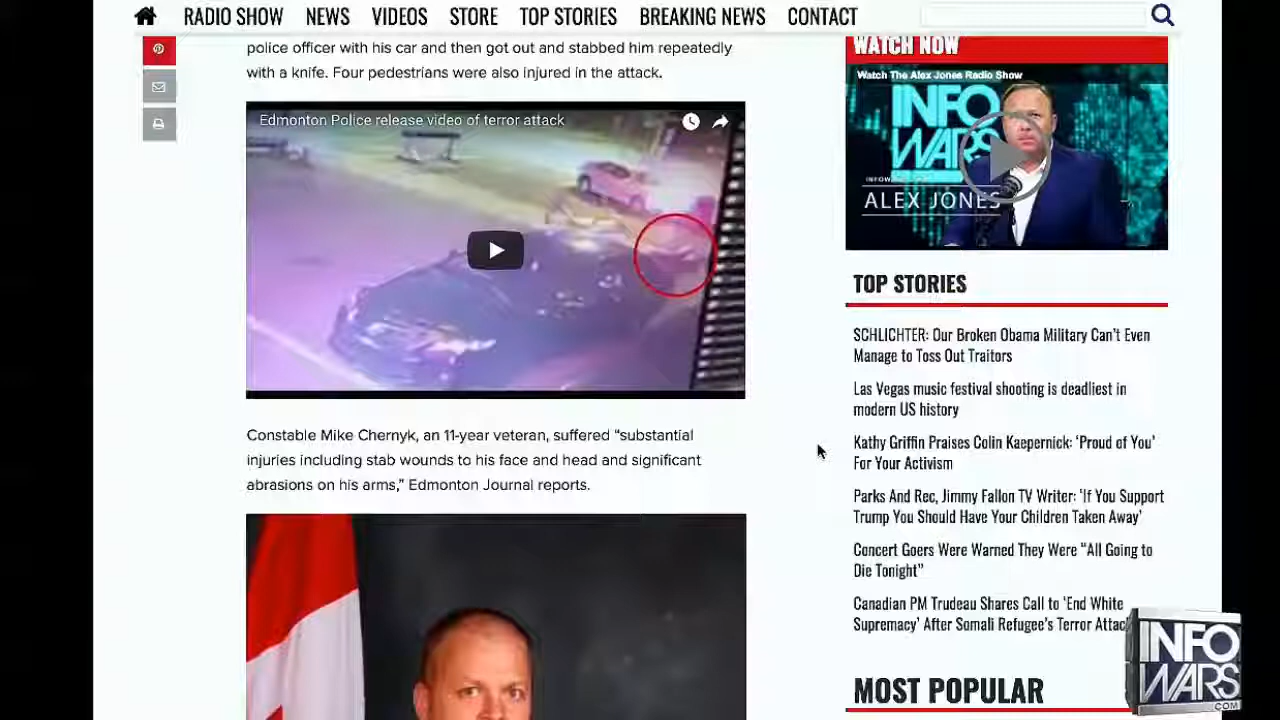 RADIO SHOW NEWS VIDEOS STORE TOP STORIES BREAKING NEWS CONTACT
police officer with his car and then got out and stabbed him repeatedly
with a knife. Four pedestrians were also injured in the attack.
Edmonton Police release video of terror attack
Constable Mike Chernyk, an 11-year veteran, suffered “substantial
injuries including stab wounds to his face and head and significant
abrasions on his arms,” Edmonton Journal reports.
WATCH NOW
Watch The Alex Jones Radio Show
INFO
WARS
ALEX JONES
TOP STORIES
SCHLICHTER: Our Broken Obama Military Can’t Even
Manage to Toss Out Traitors
Las Vegas music festival shooting is deadliest in
modern US history
Kathy Griffin Praises Colin Kaepernick: ‘Proud of You’
For Your Activism
Parks And Rec, Jimmy Fallon TV Writer: ‘If You Support
Trump You Should Have Your Children Taken Away’
Concert Goers Were Warned They Were “All Going to
Die Tonight”
Canadian PM Trudeau Shares Call to ‘End White
Supremacy’ After Somali Refugee’s Terror Attac
MOST POPULAR
INFO
WARS
.COM